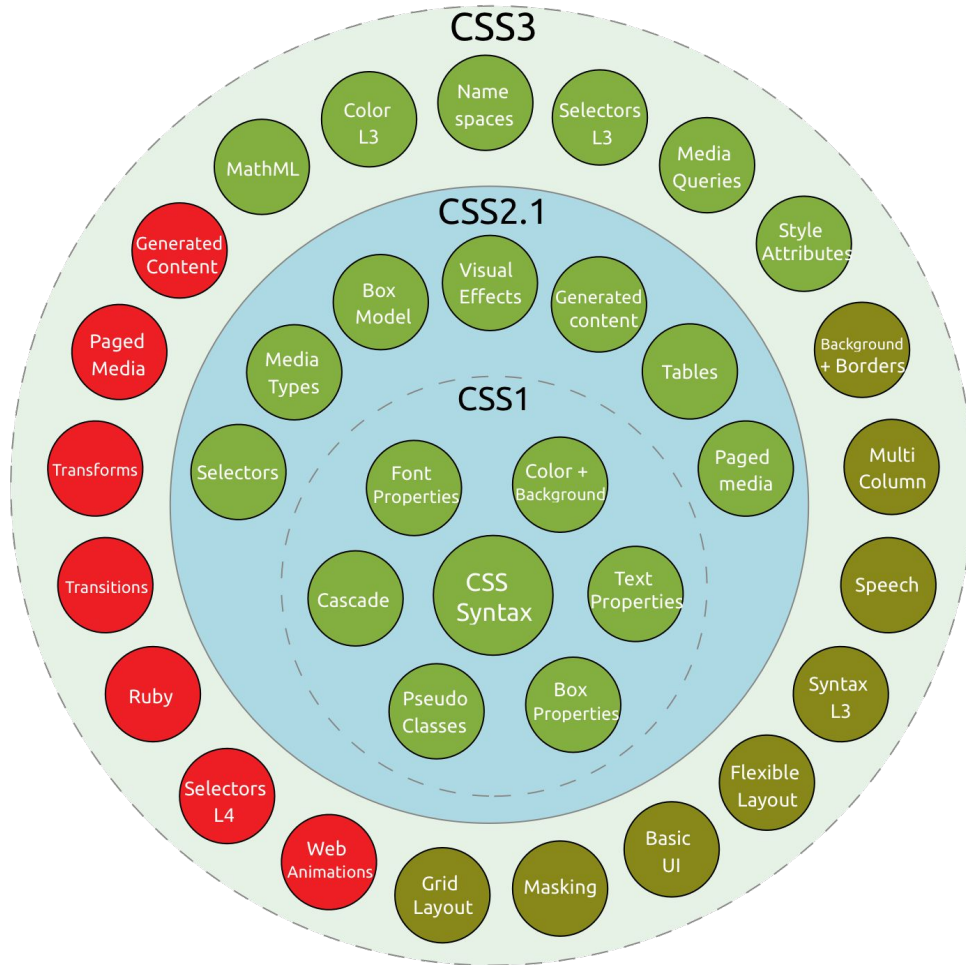 CSS3
Name
spaces
Selectors
L3
Media
Queries
Style
Attributes
Background
+ Borders
Multi
Column
Speech
Syntax
L3
Flexible
Layout
Basic
UI
Masking
Grid
Layout
Web
Animations
Selectors
L4
Ruby
Transitions
Transforms
Paged
Media
Generated
Content
MathML
Color
L3
CSS2.1
Selectors
Media
Types
Box
Model
Visual
Effects
Generated
content
Tables
Paged
media
CSS1
Font
Properties
Color +
Background
Cascade
CSS
Syntax
Text
Properties
Pseudo
Classes
Box
Properties